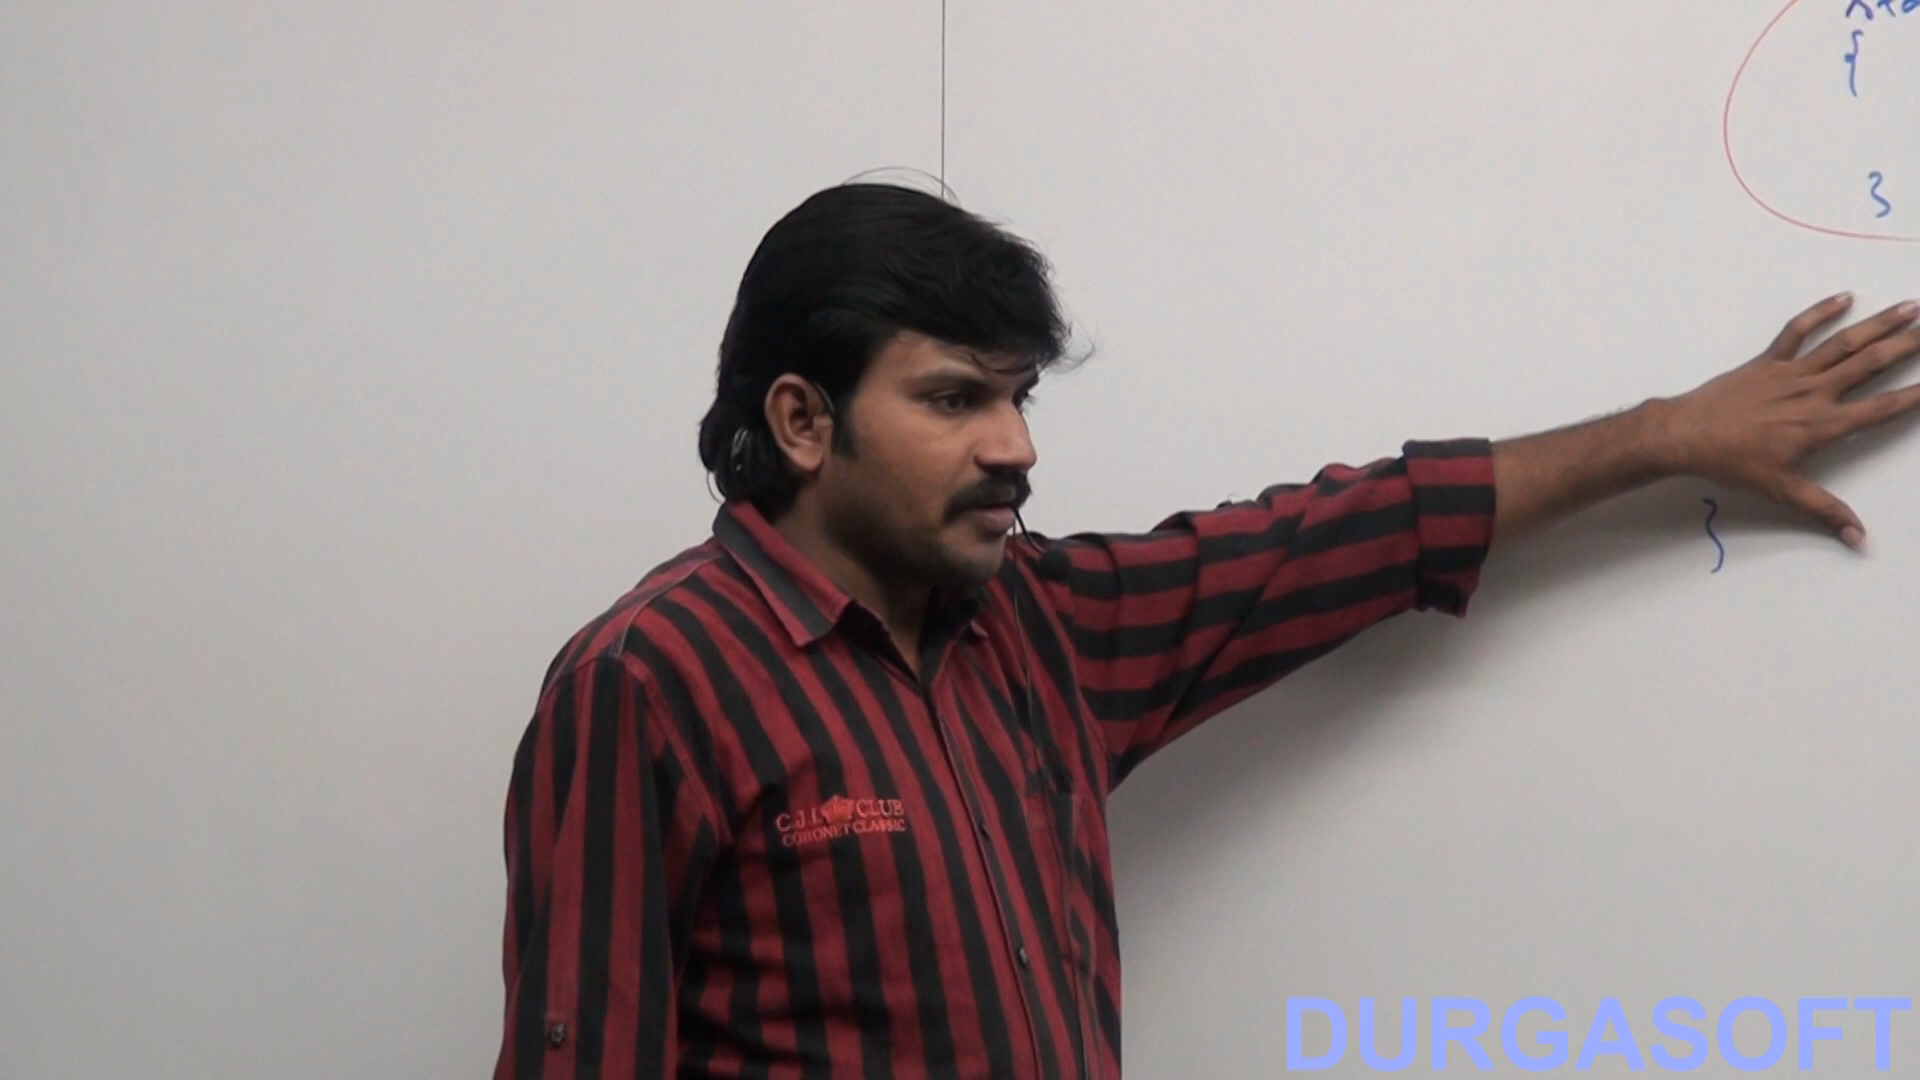 {
}
}
C.J.I. CLUB
CORONET CLASSIC
DURGASOFT